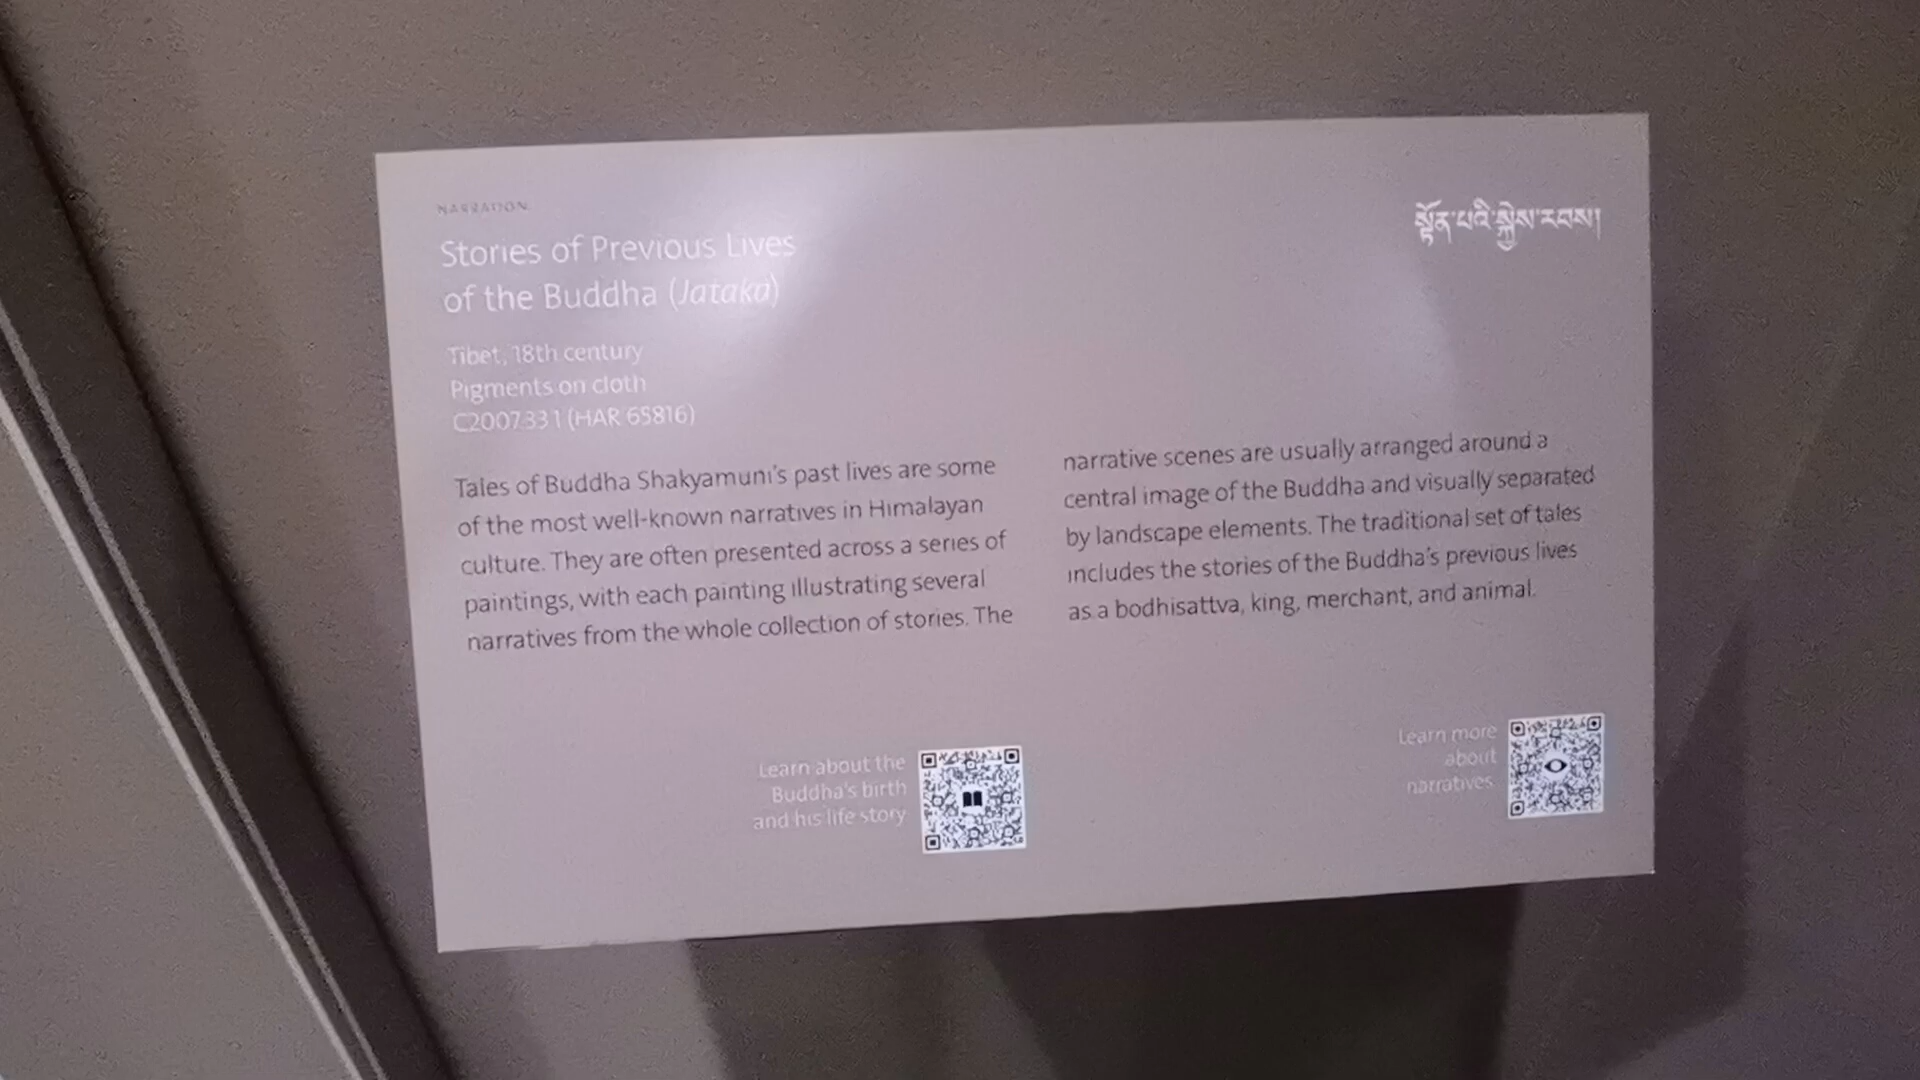 NARRATION
Stories of Previous Lives
of the Buddha (Jataka)
སྟོན་པའི་སྐྱེས་རབས།
Tibet, 18th century
Pigments on cloth
C2007.33.1 (HAR 65816)
Tales of Buddha Shakyamuni's past lives are some
of the most well-known narratives in Himalayan
culture. They are often presented across a series of
paintings, with each painting illustrating several
narratives from the whole collection of stories. The
narrative scenes are usually arranged around a
central image of the Buddha and visually separated
by landscape elements. The traditional set of tales
includes the stories of the Buddha's previous lives
as a bodhisattva, king, merchant, and animal.
Learn about the
Buddha's birth
and his life story
Learn more
about
narratives